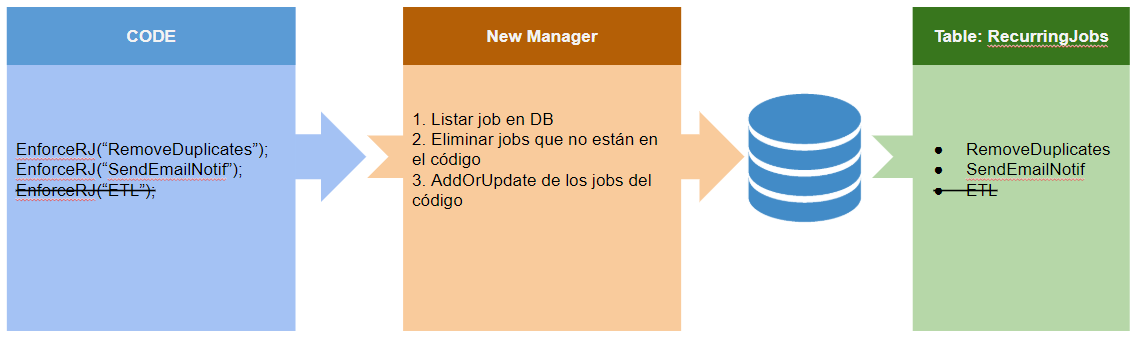 CODE
EnforceRJ(“RemoveDuplicates”);
EnforceRJ(“SendEmailNotif”);
EnforceRJ(“ETL”);
New Manager
1. Listar job en DB
2. Eliminar jobs que no están en
el código
3. AddOrUpdate de los jobs del
código
Table: RecurringJobs
● RemoveDuplicates
● SendEmailNotif
● ETL